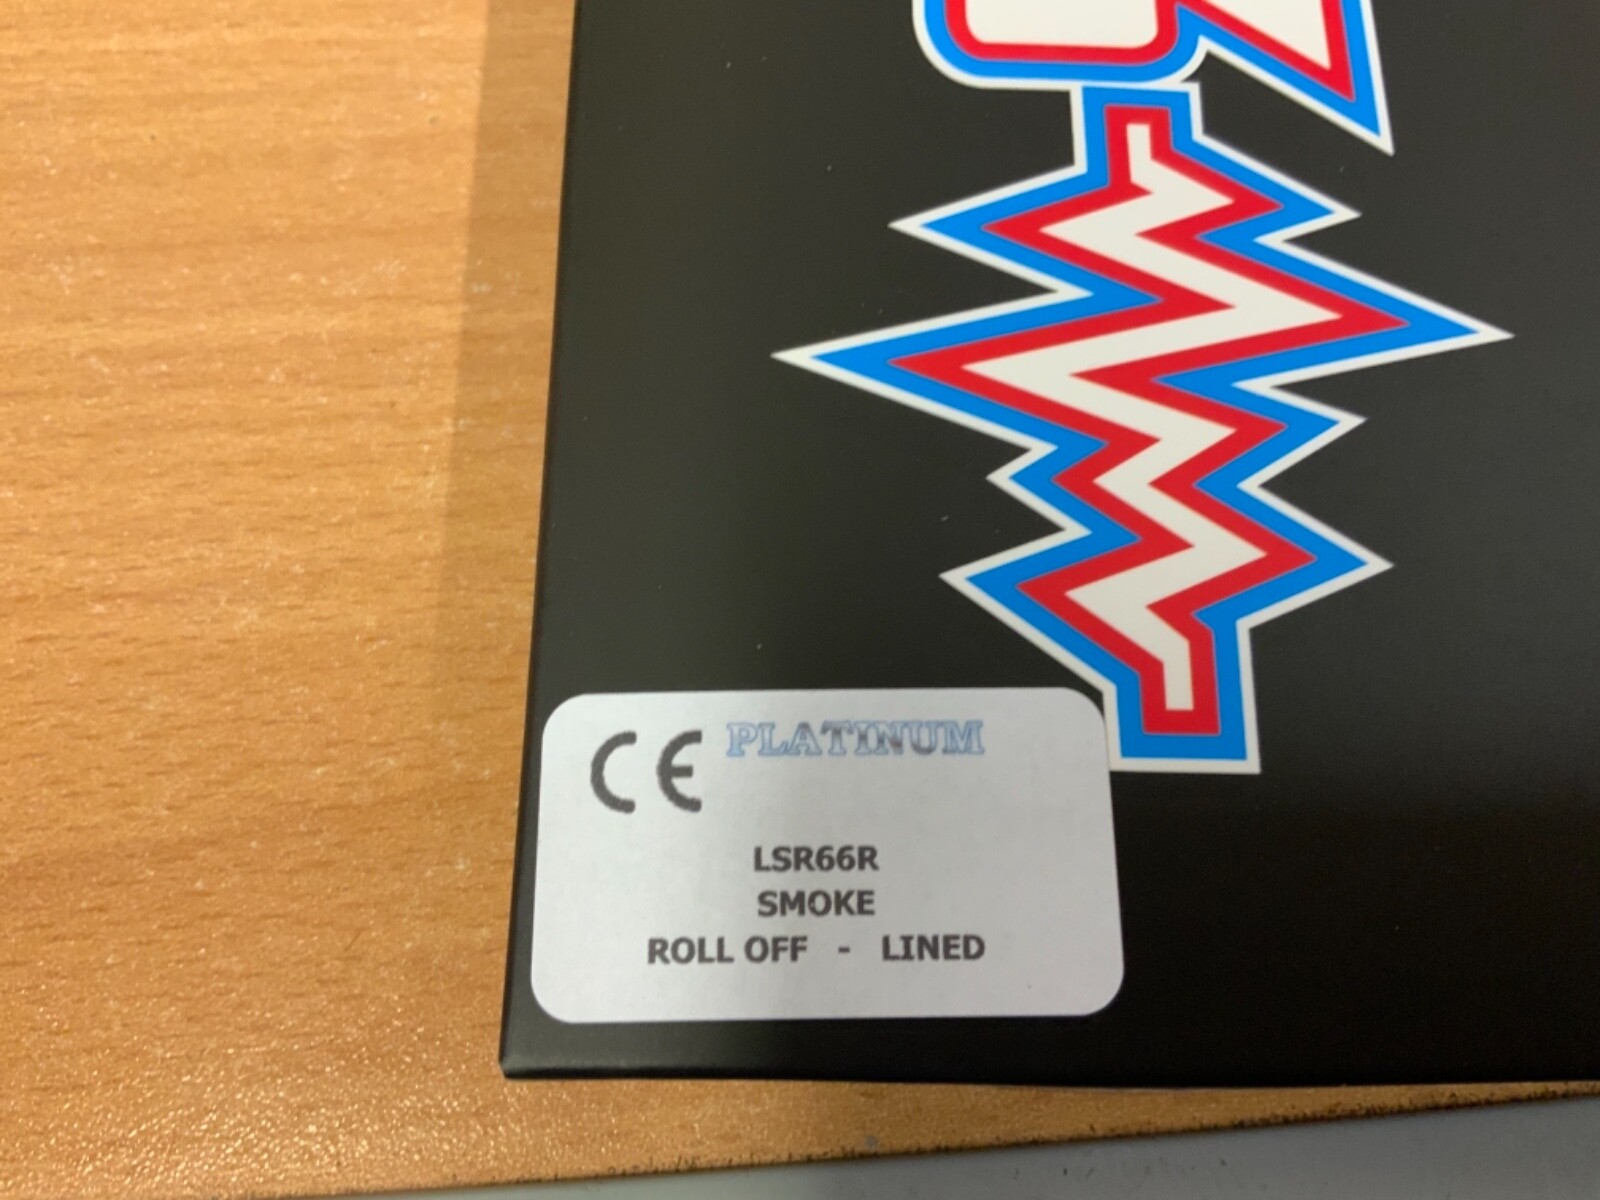 CE PLATINUM
LSR66R
SMOKE
ROLL OFF - LINED